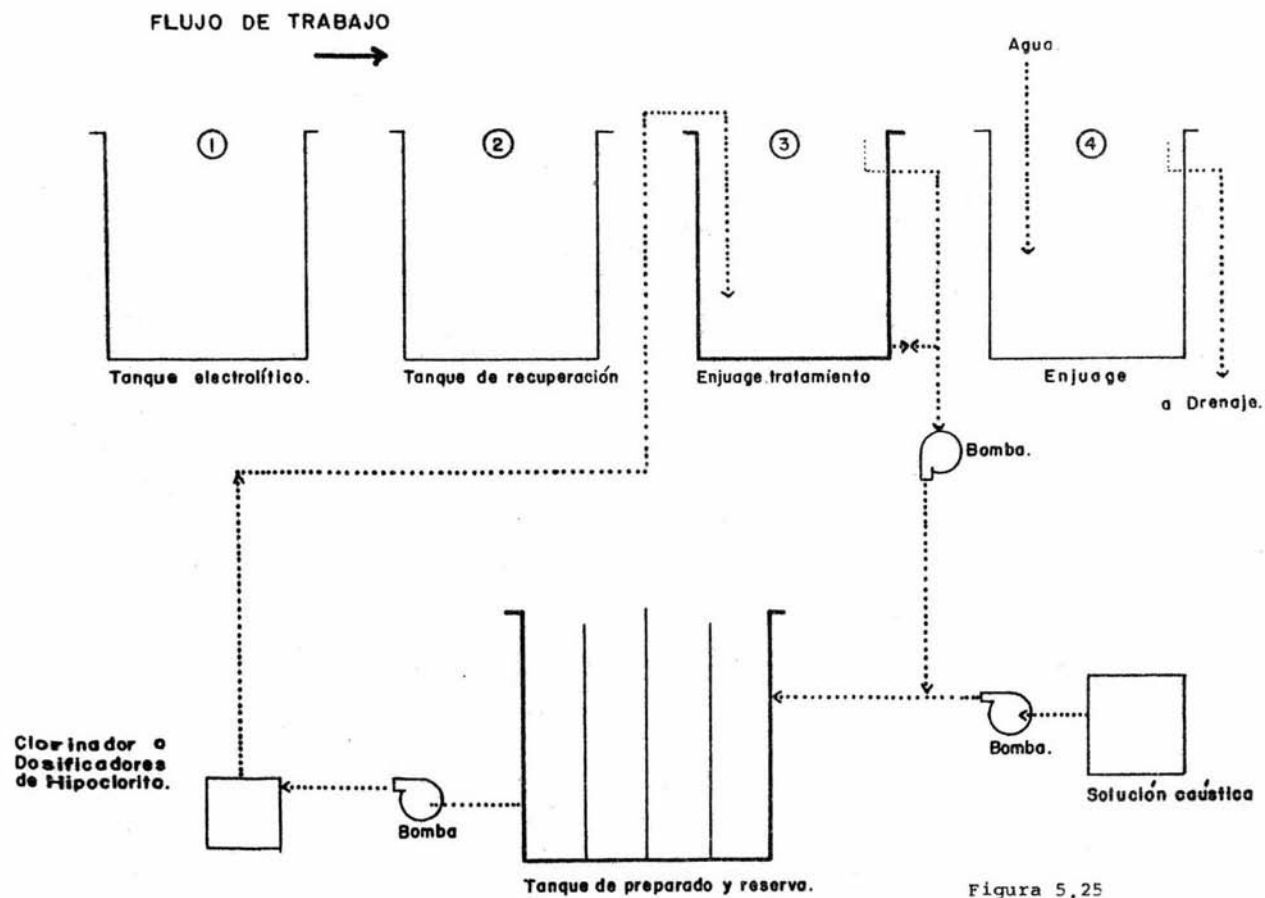 FLUJO DE TRABAJO
Agua.
1
2
3
4
Tanque electrolítico.
Tanque de recuperación
Enjuage.tratamiento
Enjuage
a Drenaje.
Bomba.
Clorinador o
Dosificadores
de Hipoclorito.
Bomba
Bomba.
Solución caústica
Tanque de preparado y reserva.
Figura 5,25